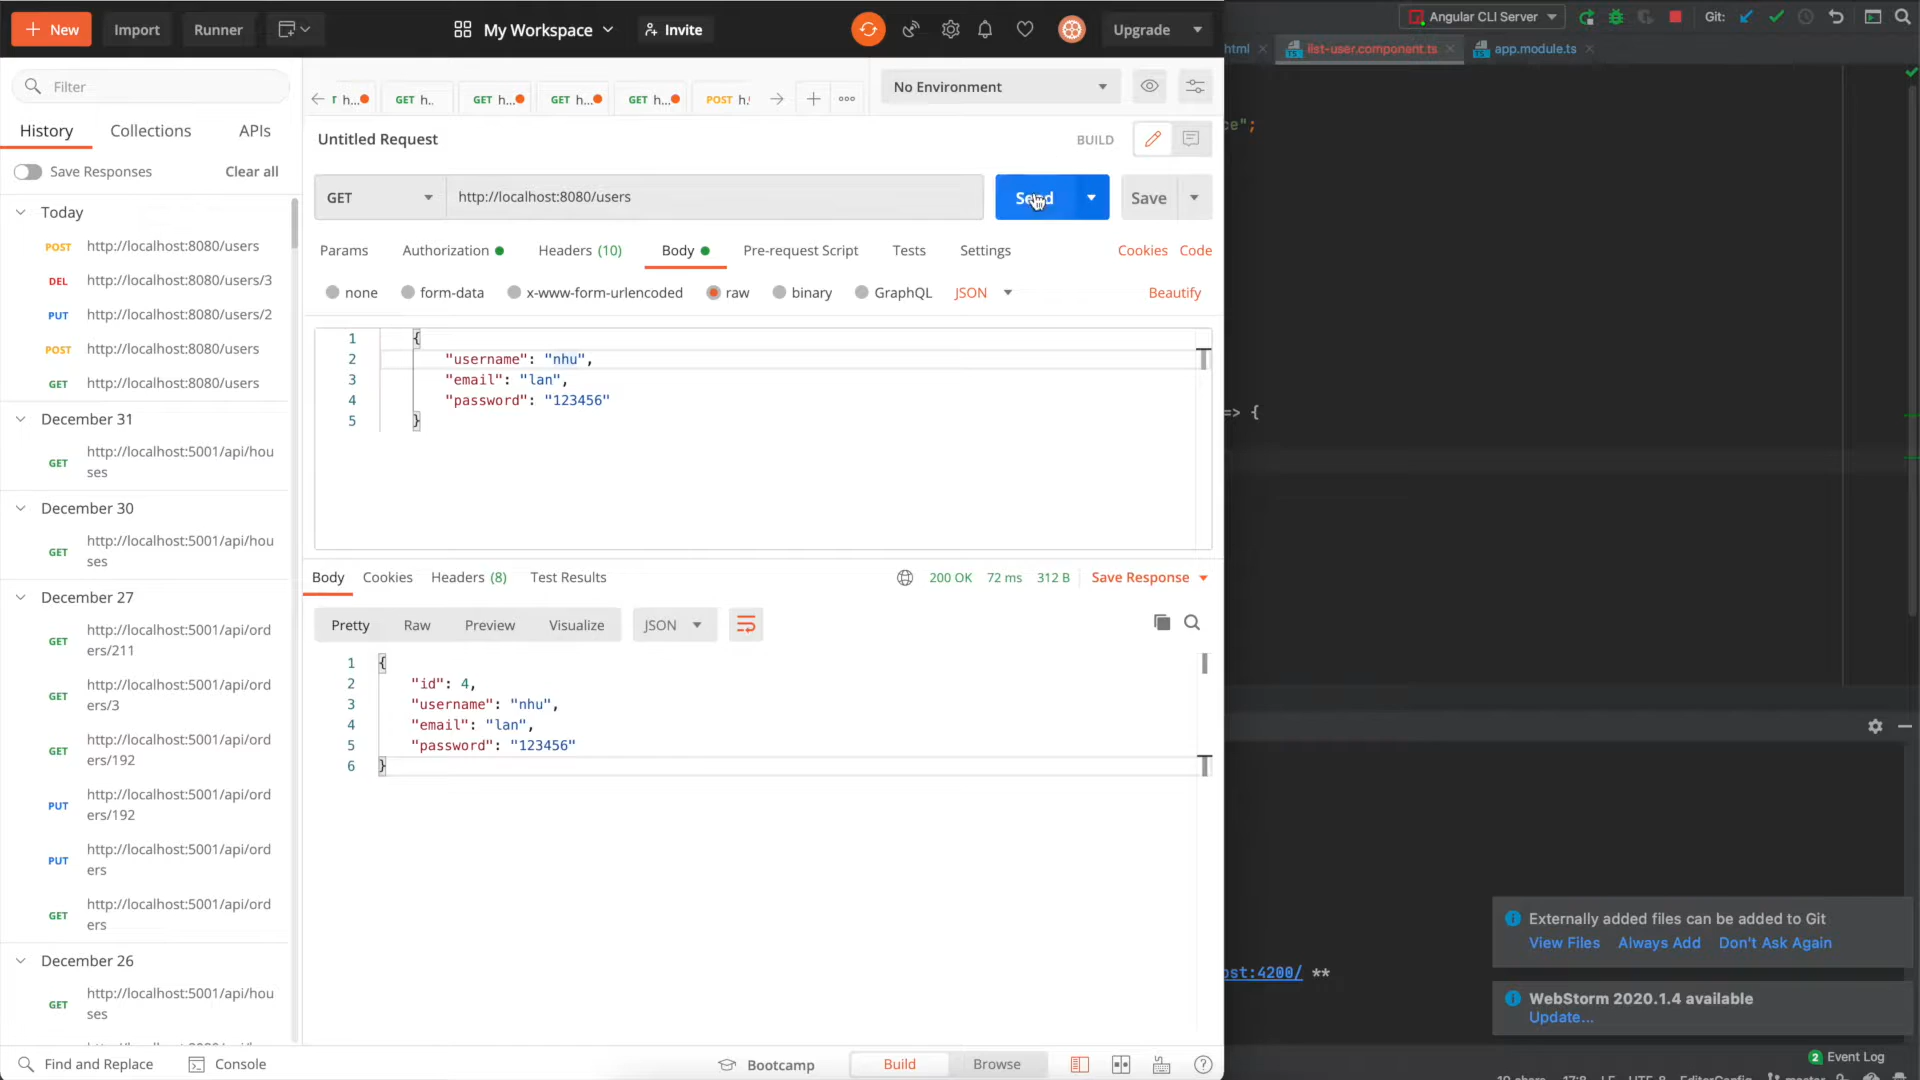 New
Import
Runner
My Workspace
Invite
Upgrade
Filter
History
Collections
APIs
Save Responses
Clear all
Today
POST http://localhost:8080/users
DEL http://localhost:8080/users/3
PUT http://localhost:8080/users/2
POST http://localhost:8080/users
GET http://localhost:8080/users
December 31
GET http://localhost:5001/api/hou
ses
December 30
GET http://localhost:5001/api/hou
ses
December 27
GET http://localhost:5001/api/ord
ers/211
GET http://localhost:5001/api/ord
ers/3
GET http://localhost:5001/api/ord
ers/192
PUT http://localhost:5001/api/ord
ers/192
PUT http://localhost:5001/api/ord
ers
GET http://localhost:5001/api/ord
ers
December 26
GET http://localhost:5001/api/hou
ses
Find and Replace
Console
T h...
GET h..
GET h...
GET h...
GET h...
POST h
No Environment
Untitled Request
BUILD
GET
http://localhost:8080/users
Send
Save
Params
Authorization
Headers (10)
Body
Pre-request Script
Tests
Settings
Cookies
Code
none
form-data
x-www-form-urlencoded
raw
binary
GraphQL
JSON
Beautify
1 {
2 "username": "nhu",
3 "email": "lan",
4 "password": "123456"
5 }
Body
Cookies
Headers (8)
Test Results
200 OK
72 ms
312 B
Save Response
Pretty
Raw
Preview
Visualize
JSON
1 {
2 "id": 4,
3 "username": "nhu",
4 "email": "lan",
5 "password": "123456"
6 }
Bootcamp
Build
Browse
Angular CLI Server
Git:
html
list-user.component.ts
app.module.ts
ce";
=> {
ost:4200/ **
Externally added files can be added to Git
View Files Always Add Don't Ask Again
WebStorm 2020.1.4 available
Update...
2 Event Log